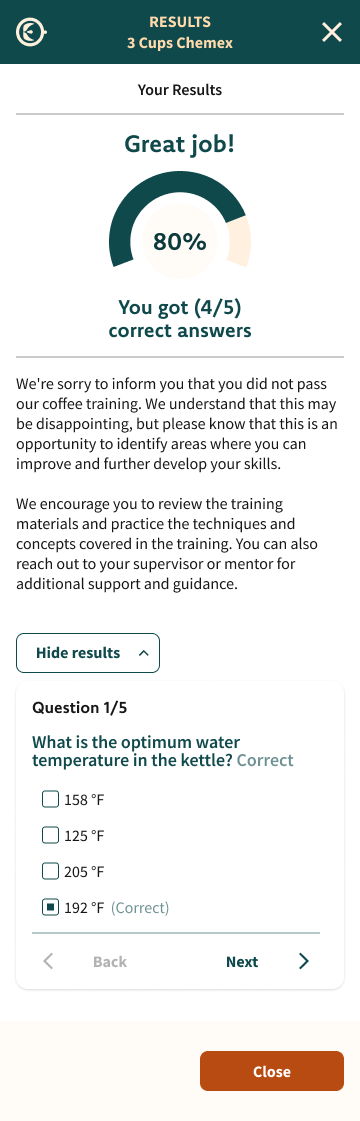 RESULTS
3 Cups Chemex
Your Results
Great job!
80%
You got (4/5)
correct answers
We're sorry to inform you that you did not pass
our coffee training. We understand that this may
be disappointing, but please know that this is an
opportunity to identify areas where you can
improve and further develop your skills.
We encourage you to review the training
materials and practice the techniques and
concepts covered in the training. You can also
reach out to your supervisor or mentor for
additional support and guidance.
Hide results
Question 1/5
What is the optimum water
temperature in the kettle? Correct
158 °F
125 °F
205 °F
192 °F (Correct)
Back Next
Close